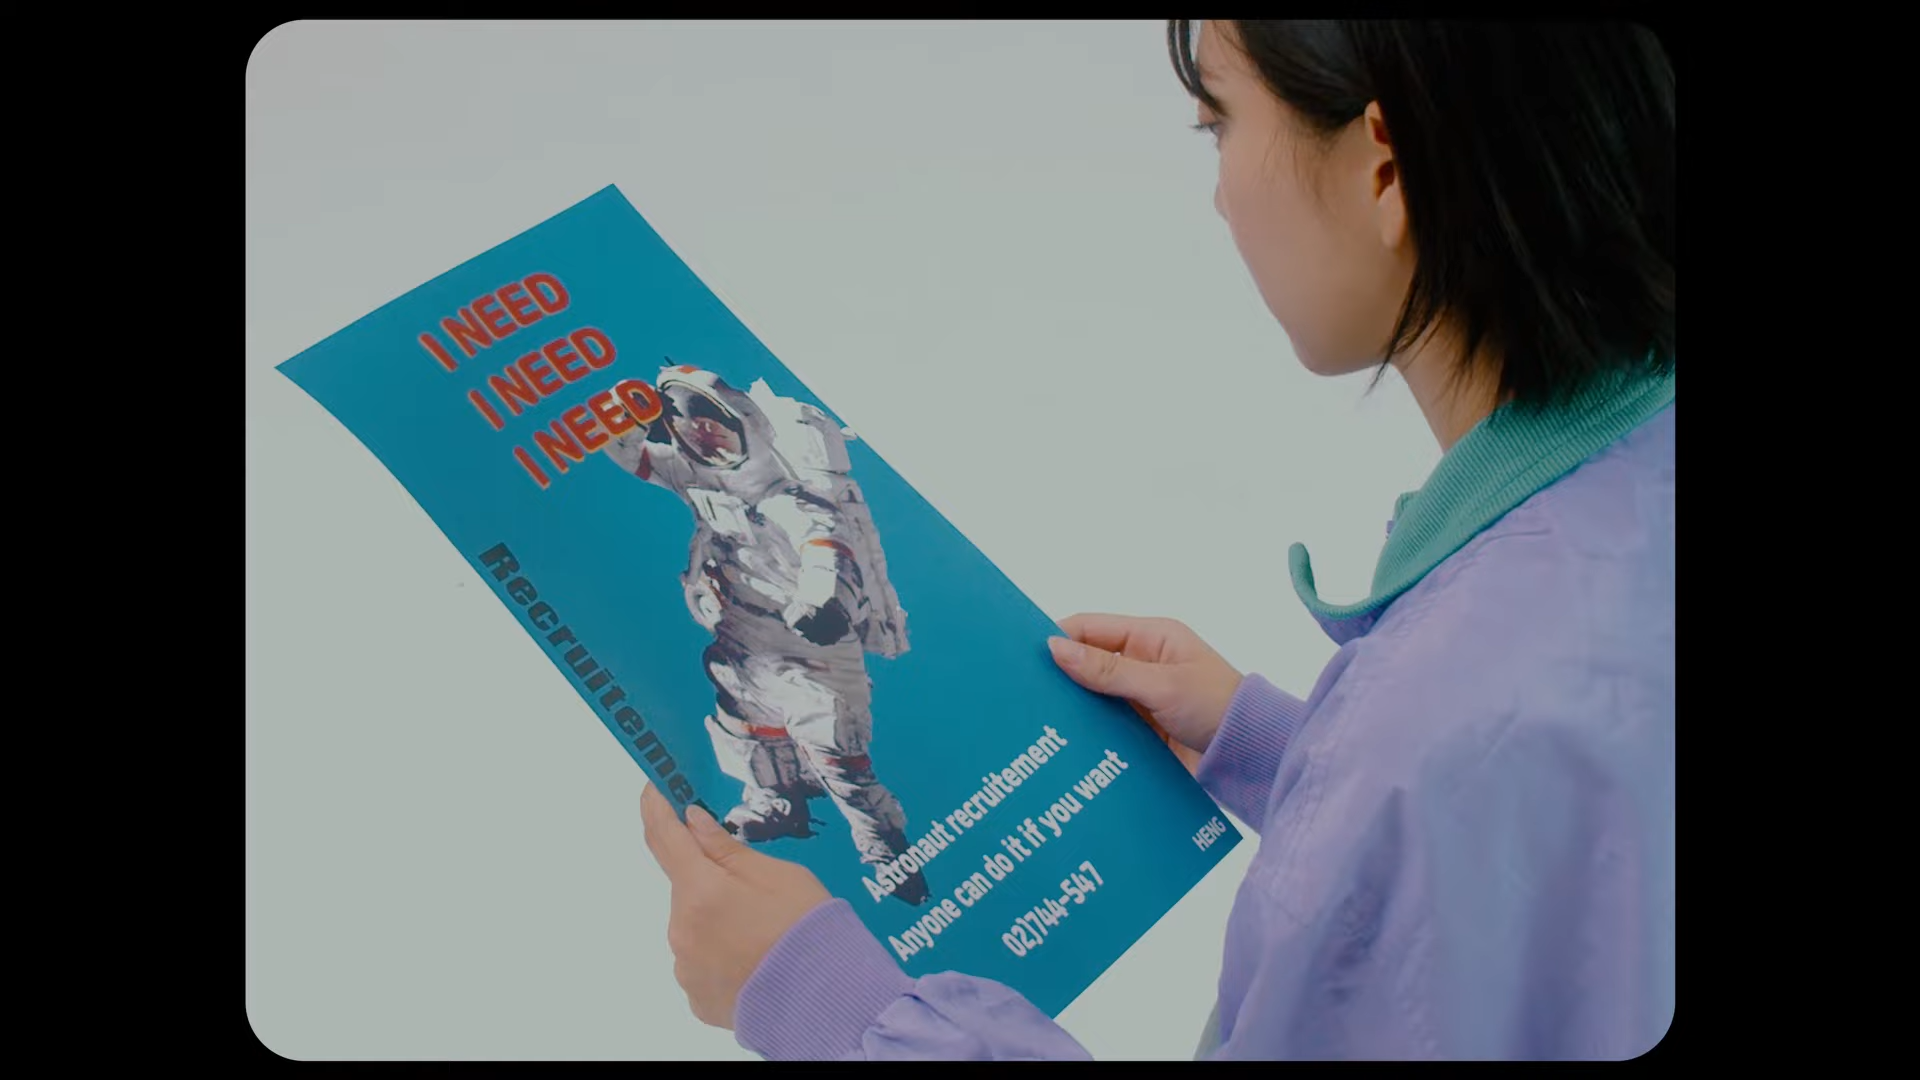 I NEED
I NEED
I NEED
Recruiteme
Astronaut recruitement
Anyone can do it if you want
02)744-547
HENG